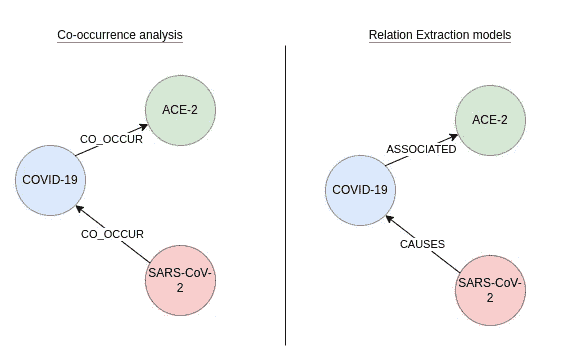 Co-occurrence analysis
ACE-2
CO_OCCUR
COVID-19
CO_OCCUR
SARS-CoV-
2
Relation Extraction models
ACE-2
ASSOCIATED
COVID-19
CAUSES
SARS-CoV-
2